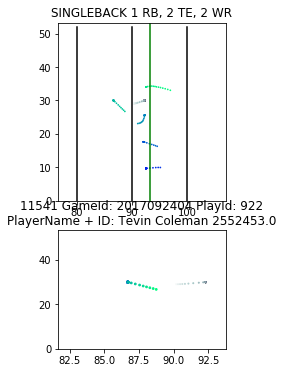 SINGLEBACK 1 RB, 2 TE, 2 WR
50
40
30
20
10
0
80 90 100
11541 GameId: 2017092404 PlayId: 922
PlayerName + ID: Tevin Coleman 2552453.0
40
20
0
82.5 85.0 87.5 90.0 92.5